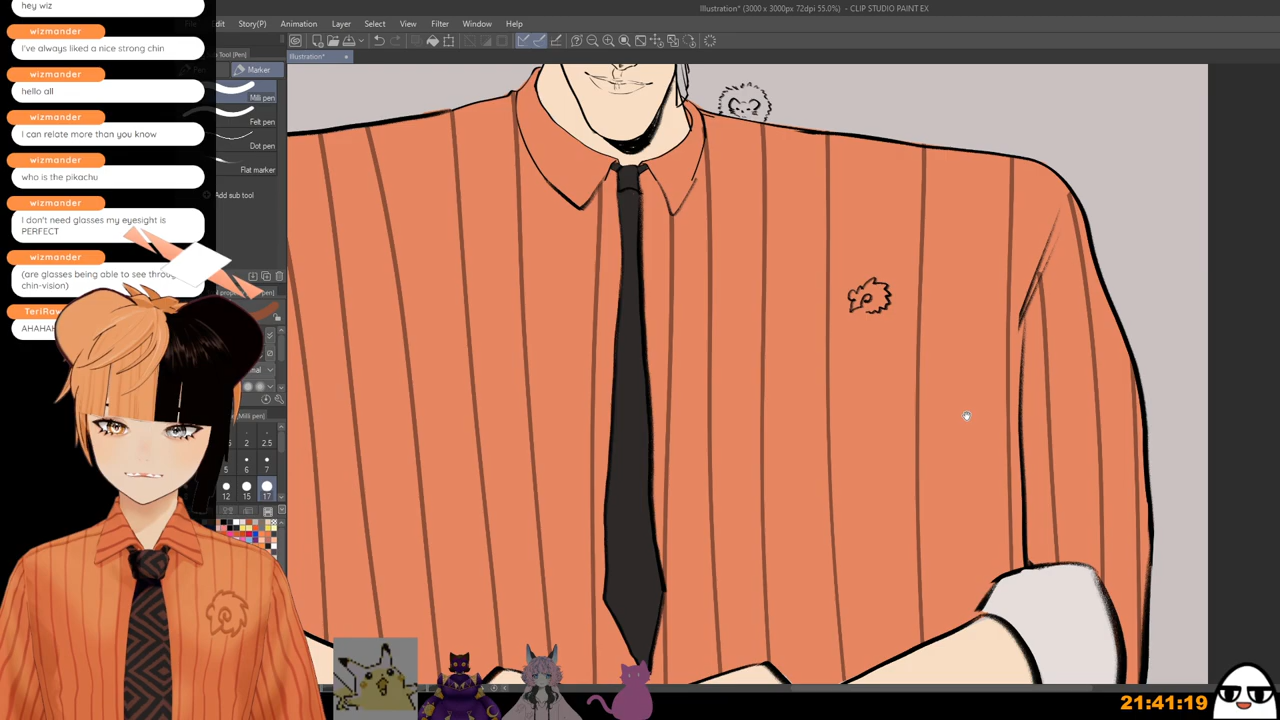 Illustration* (3000 x 3000px 72dpi 55.0%) - CLIP STUDIO PAINT EX
Edit Story(P) Animation Layer Select View Filter Window Help
Illustration*
hey wiz
wizmander
I've always liked a nice strong chin
wizmander
hello all
wizmander
I can relate more than you know
wizmander
who is the pikachu
wizmander
I don't need glasses my eyesight is
PERFECT
wizmander
(are glasses being able to see through
chin-vision)
Tool (Pen)
Marker
Milli pen
Felt pen
Dot pen
Flat marker
Add sub tool
2 2.5
5 6 7
12 15 17
21:41:19